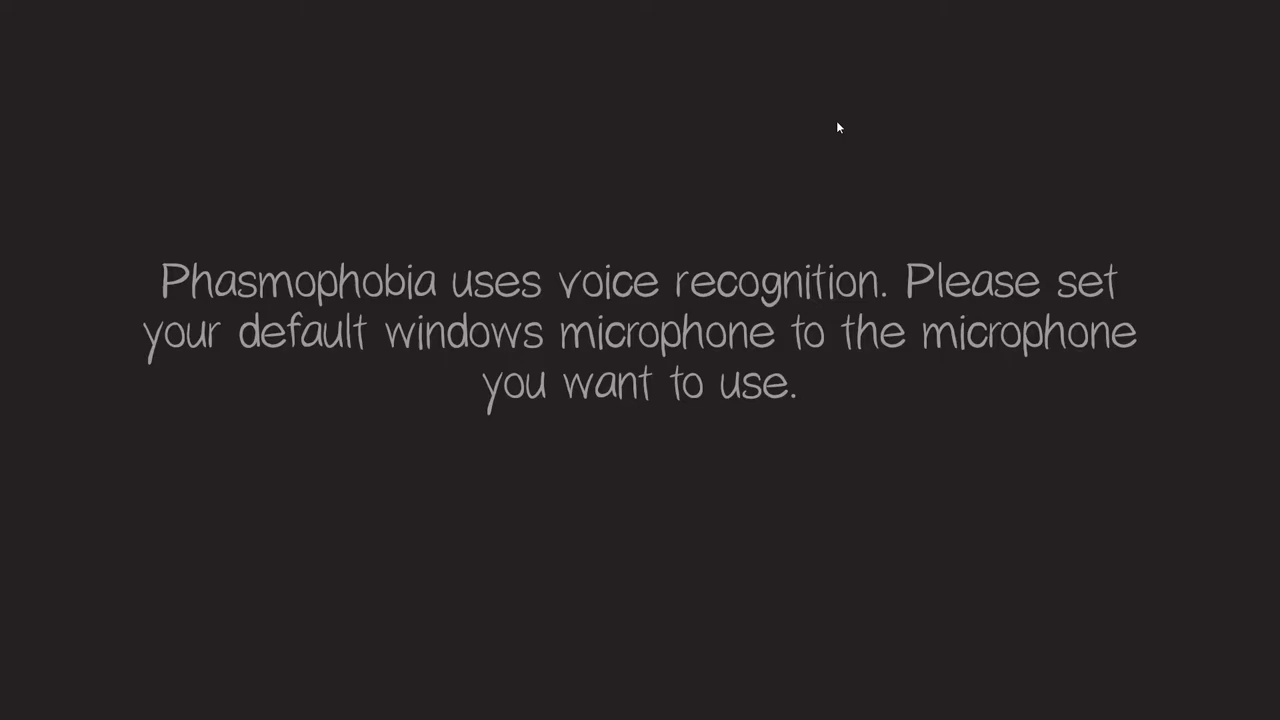 Phasmophobia uses voice recognition. Please set
your default windows microphone to the microphone
you want to use.